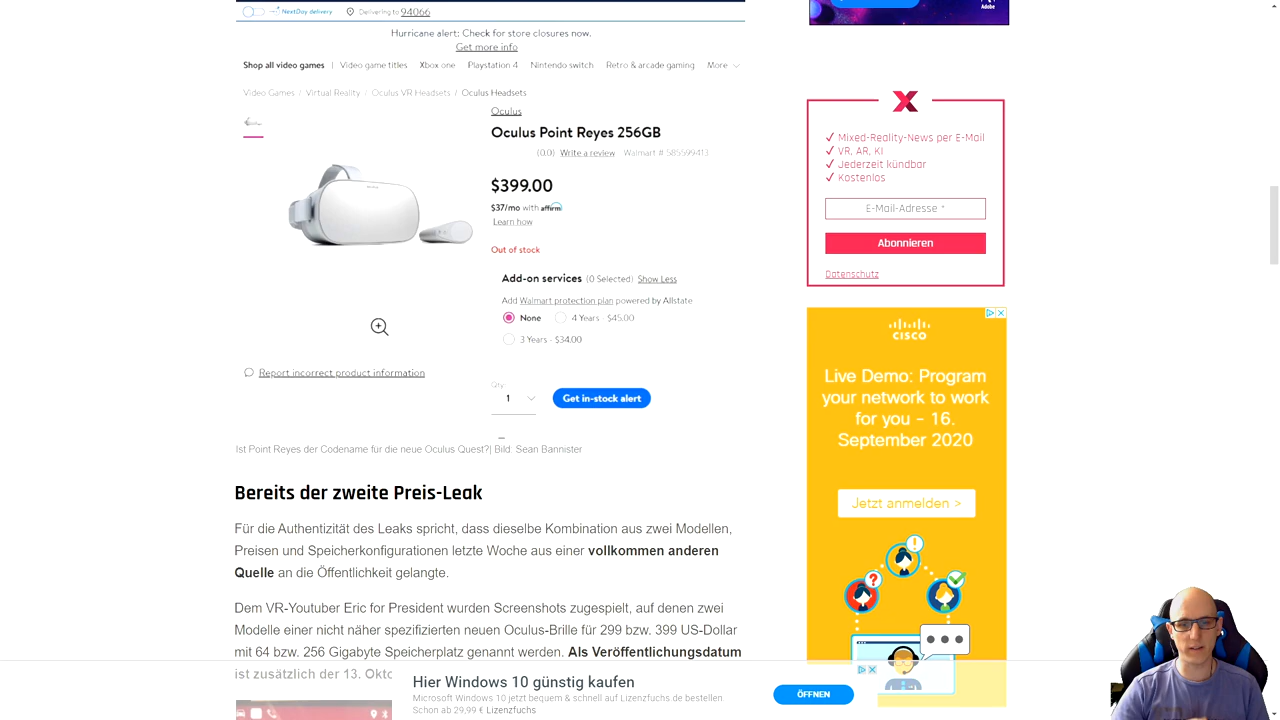 NextDay delivery
Delivering to 94066
Hurricane alert: Check for store closures now.
Get more info
Shop all video games | Video game titles Xbox one Playstation 4 Nintendo switch Retro & arcade gaming More
Video Games / Virtual Reality / Oculus VR Headsets / Oculus Headsets
Oculus
Oculus Point Reyes 256GB
(0.0) Write a review Walmart # 585599413
$399.00
$37/mo with affirm
Learn how
Out of stock
Add-on services (0 Selected) Show Less
Add Walmart protection plan powered by Allstate
None 4 Years - $45.00
3 Years - $34.00
Report incorrect product information
Qty:
1 Get in-stock alert
Ist Point Reyes der Codename für die neue Oculus Quest?| Bild: Sean Bannister
Bereits der zweite Preis-Leak
Für die Authentizität des Leaks spricht, dass dieselbe Kombination aus zwei Modellen,
Preisen und Speicherkonfigurationen letzte Woche aus einer vollkommen anderen
Quelle an die Öffentlichkeit gelangte.
Dem VR-Youtuber Eric for President wurden Screenshots zugespielt, auf denen zwei
Modelle einer nicht näher spezifizierten neuen Oculus-Brille für 299 bzw. 399 US-Dollar
mit 64 bzw. 256 Gigabyte Speicherplatz genannt werden. Als Veröffentlichungsdatum
ist zusätzlich der 13. Okto
Adobe
X
✓ Mixed-Reality-News per E-Mail
✓ VR, AR, KI
✓ Jederzeit kündbar
✓ Kostenlos
E-Mail-Adresse *
Abonnieren
Datenschutz
CISCO
Live Demo: Program
your network to work
for you – 16.
September 2020
Jetzt anmelden >
Hier Windows 10 günstig kaufen
Microsoft Windows 10 jetzt bequem & schnell auf Lizenzfuchs.de bestellen.
Schon ab 29,99 € Lizenzfuchs
ÖFFNEN